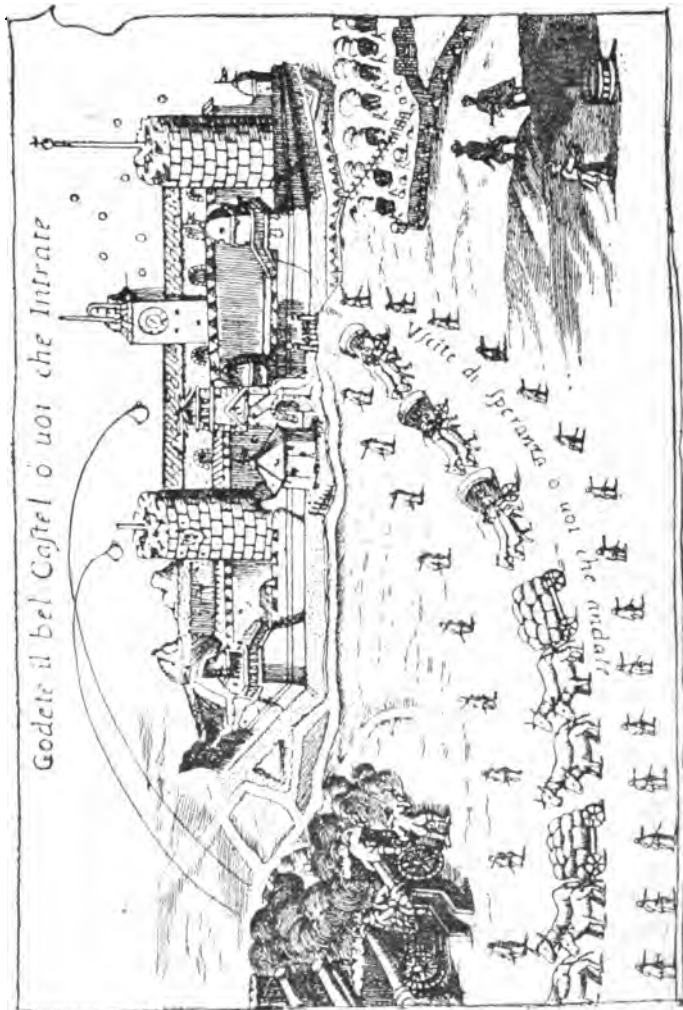 Godete il bel Castel ò uoi che Intrate
Vscite di speranza ò uoi che andate